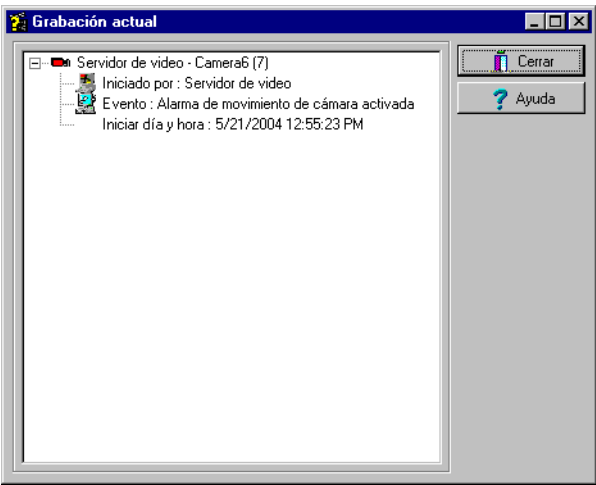 Grabación actual
Servidor de video - Camera6 (7)
Iniciado por : Servidor de video
Evento : Alarma de movimiento de cámara activada
Iniciar día y hora : 5/21/2004 12:55:23 PM
Cerrar
Ayuda